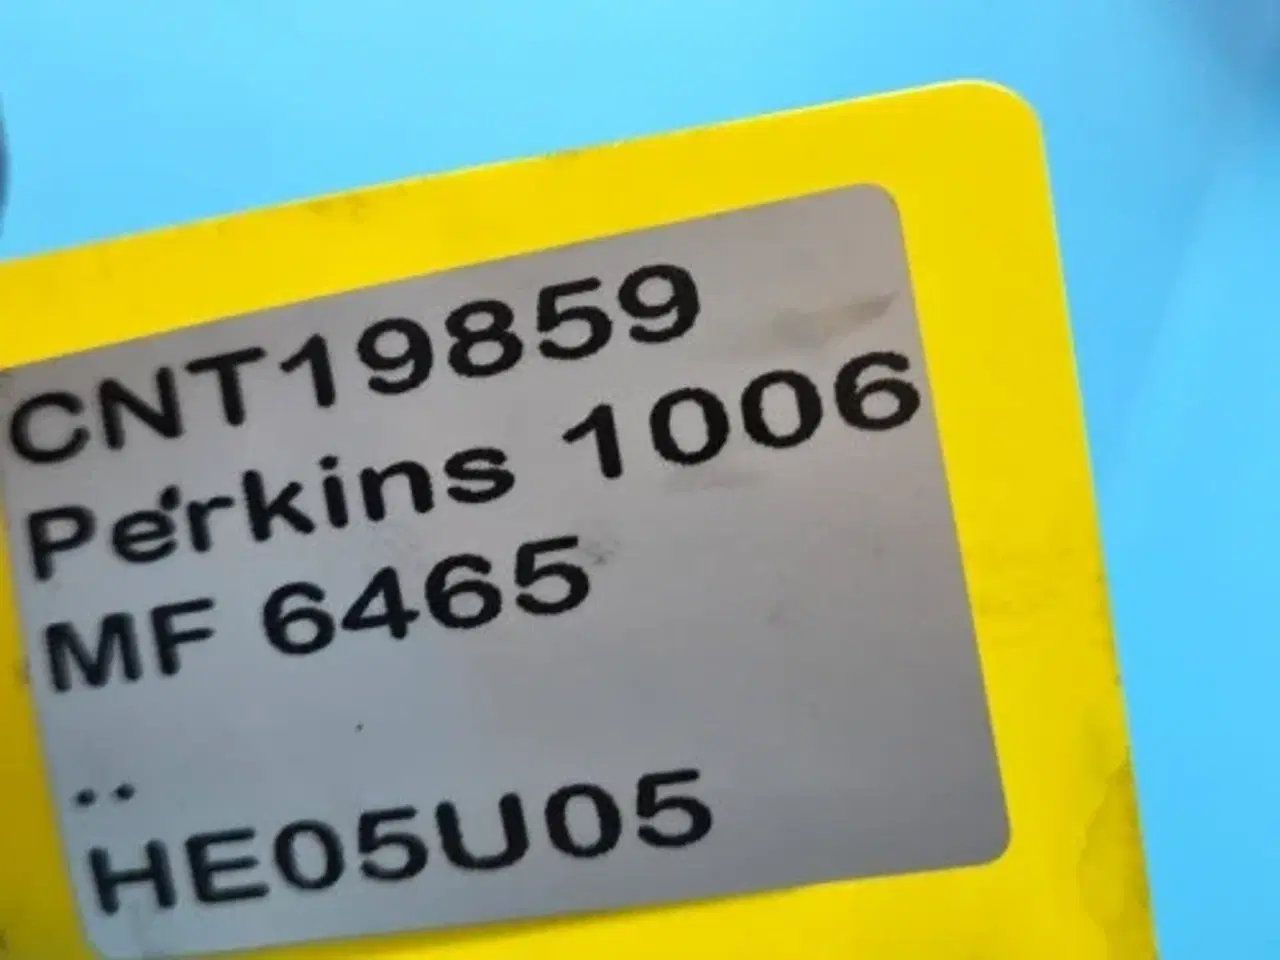 CNT19859
Perkins 1006
MF 6465
..
HE05U05